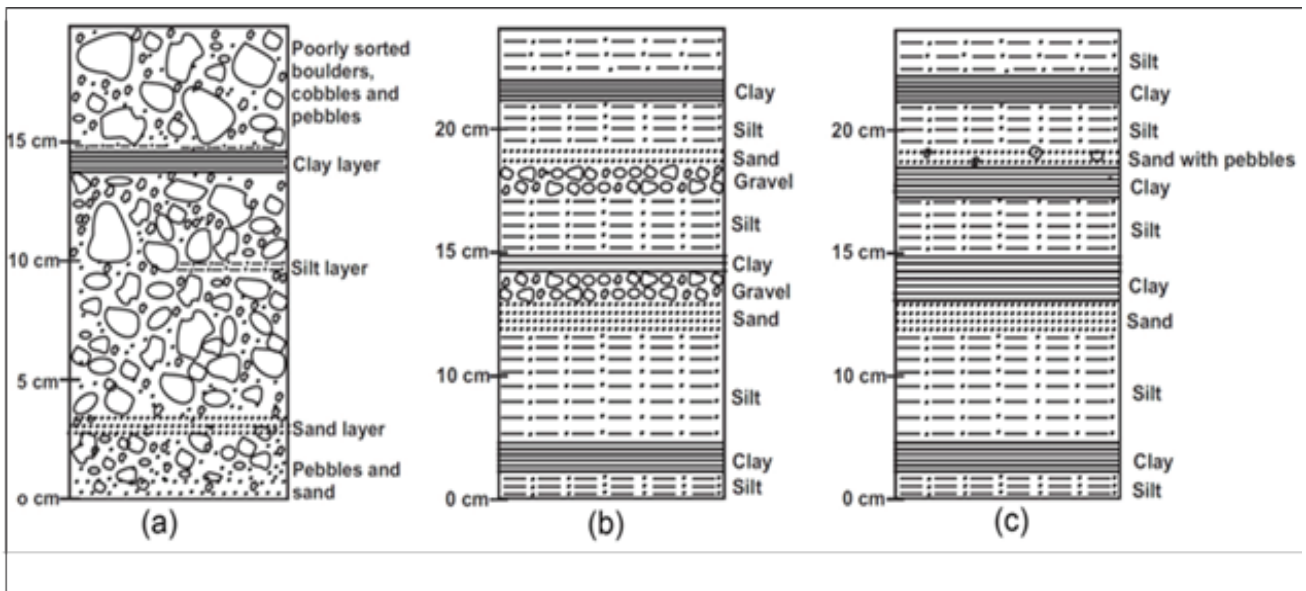 Poorly sorted
boulders,
cobbles and
pebbles
15 cm
Clay layer
10 cm
Silt layer
5 cm
Sand layer
Pebbles and
sand
o cm
(a)
Clay
20 cm
Silt
Sand
Gravel
Silt
15 cm
Clay
Gravel
Sand
10 cm
Silt
Clay
0 cm
Silt
(b)
Silt
Clay
20 cm
Silt
Sand with pebbles
Clay
15 cm
Silt
Clay
Sand
10 cm
Silt
Clay
0 cm
Silt
(c)